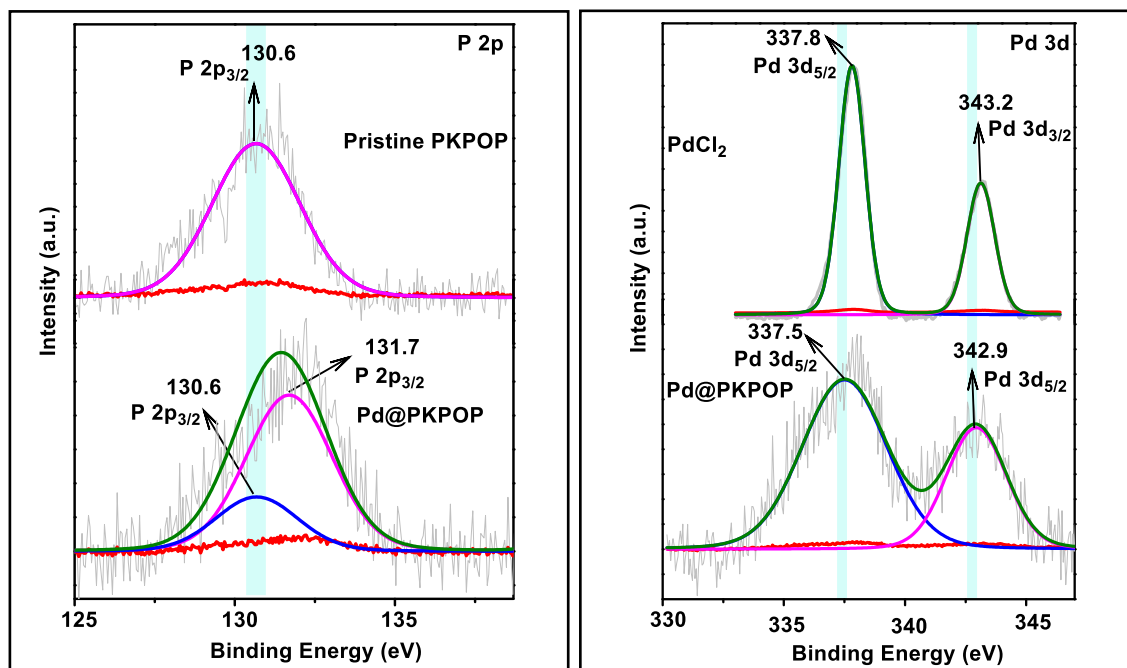 P 2p
130.6
P 2p3/2
Pristine PKPOP
131.7
P 2p3/2
130.6
P 2p3/2
Pd@PKPOP
Intensity (a.u.)
125 130 135
Binding Energy (eV)
Pd 3d
337.8
Pd 3d5/2
343.2
Pd 3d3/2
PdCl2
337.5
Pd 3d5/2
342.9
Pd 3d5/2
Pd@PKPOP
Intensity (a.u.)
330 335 340 345
Binding Energy (eV)